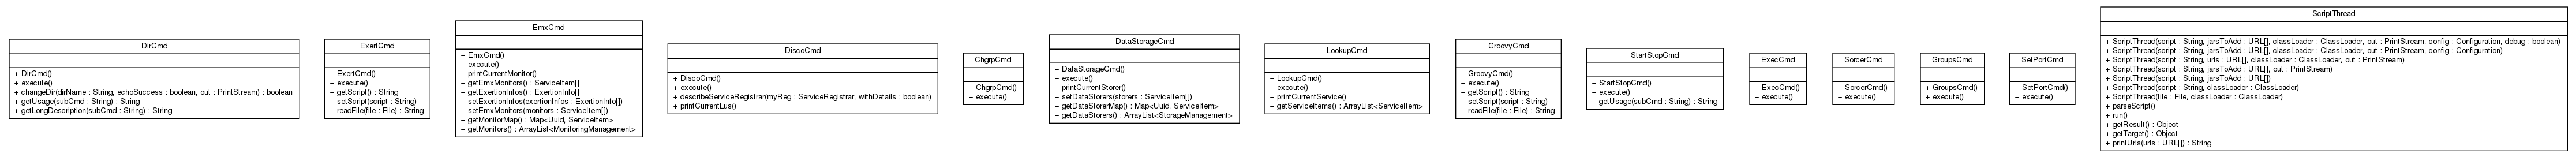 DirCmd
+ DirCmd()
+ execute()
+ changeDir(dirName : String, echoSuccess : boolean, out : PrintStream) : boolean
+ getUsage(subCmd : String) : String
+ getLongDescription(subCmd : String) : String
ExertCmd
+ ExertCmd()
+ execute()
+ getScript() : String
+ setScript(script : String)
+ readFile(file : File) : String
EmxCmd
+ EmxCmd()
+ execute()
+ printCurrentMonitor()
+ getEmxMonitors() : ServiceItem[]
+ getExertionInfos() : ExertionInfo[]
+ setExertionInfos(exertionInfos : ExertionInfo[])
+ setEmxMonitors(monitors : ServiceItem[])
+ getMonitorMap() : Map<Uuid, ServiceItem>
+ getMonitors() : ArrayList<MonitoringManagement>
DiscoCmd
+ DiscoCmd()
+ execute()
+ describeServiceRegistrar(myReg : ServiceRegistrar, withDetails : boolean)
+ printCurrentLus()
ChgrpCmd
+ ChgrpCmd()
+ execute()
DataStorageCmd
+ DataStorageCmd()
+ execute()
+ printCurrentStorer()
+ setDataStorers(storers : ServiceItem[])
+ getDataStorerMap() : Map<Uuid, ServiceItem>
+ getDataStorers() : ArrayList<StorageManagement>
LookupCmd
+ LookupCmd()
+ execute()
+ printCurrentService()
+ getServiceItems() : ArrayList<ServiceItem>
GroovyCmd
+ GroovyCmd()
+ execute()
+ getScript() : String
+ setScript(script : String)
+ readFile(file : File) : String
StartStopCmd
+ StartStopCmd()
+ execute()
+ getUsage(subCmd : String) : String
ExecCmd
+ ExecCmd()
+ execute()
SorcerCmd
+ SorcerCmd()
+ execute()
GroupsCmd
+ GroupsCmd()
+ execute()
SetPortCmd
+ SetPortCmd()
+ execute()
ScriptThread
+ ScriptThread(script : String, jarsToAdd : URL[], classLoader : ClassLoader, out : PrintStream, config : Configuration, debug : boolean)
+ ScriptThread(script : String, jarsToAdd : URL[], classLoader : ClassLoader, out : PrintStream, config : Configuration)
+ ScriptThread(script : String, urls : URL[], classLoader : ClassLoader, out : PrintStream)
+ ScriptThread(script : String, jarsToAdd : URL[], out : PrintStream)
+ ScriptThread(script : String, jarsToAdd : URL[])
+ ScriptThread(script : String, classLoader : ClassLoader)
+ ScriptThread(file : File, classLoader : ClassLoader)
+ parseScript()
+ run()
+ getResult() : Object
+ getTarget() : Object
+ printUrls(urls : URL[]) : String